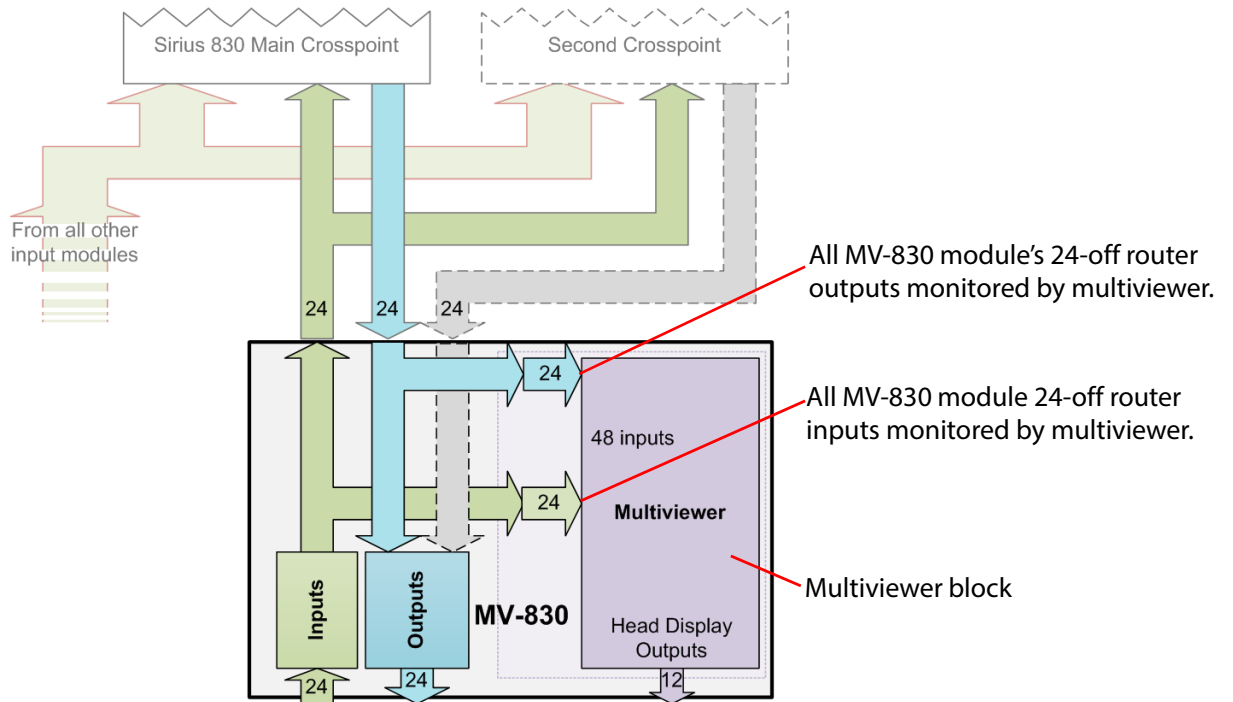 Sirius 830 Main Crosspoint
Second Crosspoint
From all other
input modules
24
24
24
All MV-830 module’s 24-off router
outputs monitored by multiviewer.
24
All MV-830 module 24-off router
inputs monitored by multiviewer.
48 inputs
24
Multiviewer
Multiviewer block
Inputs
Outputs
MV-830
Head Display
Outputs
24
24
12